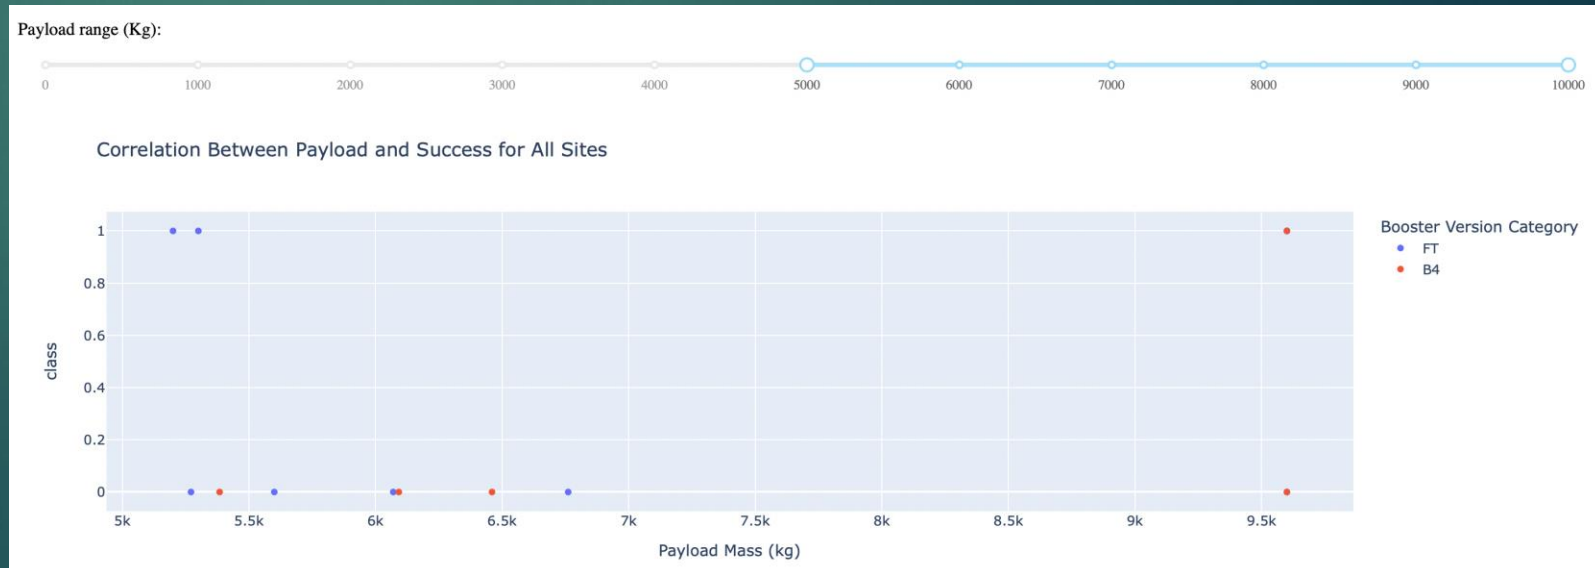 Payload range (Kg):
0 1000 2000 3000 4000 5000 6000 7000 8000 9000 10000
Correlation Between Payload and Success for All Sites
1
0.8
0.6
0.4
0.2
0
class
5k 5.5k 6k 6.5k 7k 7.5k 8k 8.5k 9k 9.5k
Payload Mass (kg)
Booster Version Category
FT
B4